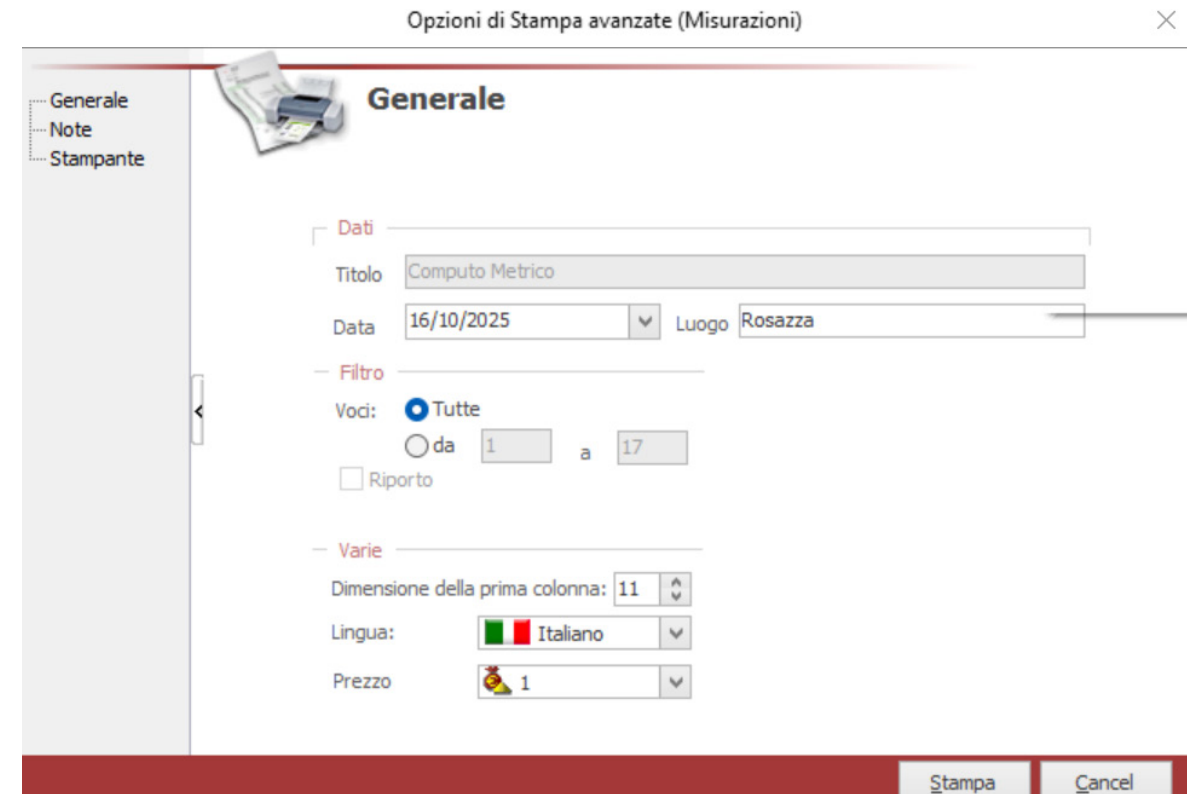 Opzioni di Stampa avanzate (Misurazioni)
Generale
Note
Stampante
Generale
Dati
Titolo Computo Metrico
Data 16/10/2025 Luogo Rosazza
Filtro
Voci: Tutte
da 1 a 17
Riporto
Varie
Dimensione della prima colonna: 11
Lingua: Italiano
Prezzo 1
Stampa Cancel